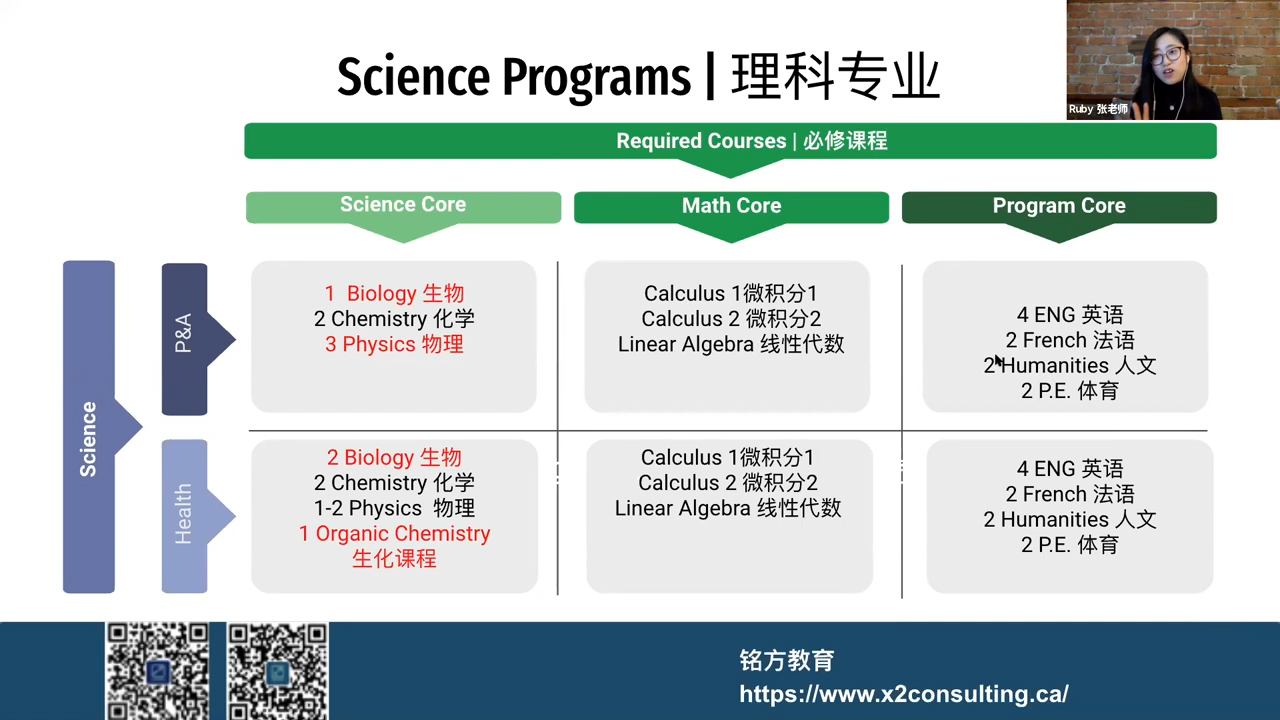 Science Programs | 理科专业
Ruby 张老师
Required Courses | 必修课程
Science Core
Math Core
Program Core
Science
P&A
1 Biology 生物
2 Chemistry 化学
3 Physics 物理
Calculus 1微积分1
Calculus 2 微积分2
Linear Algebra 线性代数
4 ENG 英语
2 French 法语
2 Humanities 人文
2 P.E. 体育
Health
2 Biology 生物
2 Chemistry 化学
1-2 Physics 物理
1 Organic Chemistry
生化课程
Calculus 1微积分1
Calculus 2 微积分2
Linear Algebra 线性代数
4 ENG 英语
2 French 法语
2 Humanities 人文
2 P.E. 体育
铭方教育
https://www.x2consulting.ca/